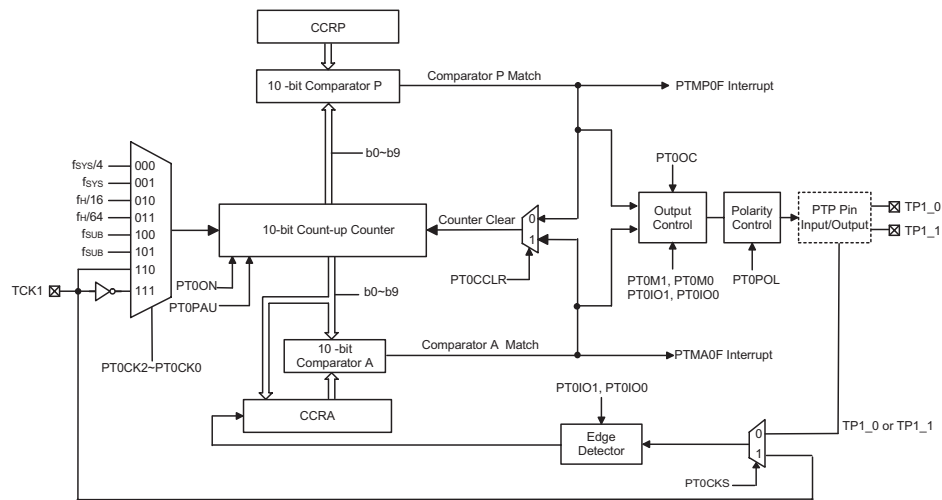 CCRP
10 -bit Comparator P
Comparator P Match
PTMP0F Interrupt
b0~b9
fSYS/4
000
fSYS
001
fH/16
010
fH/64
011
fSUB
100
fSUB
101
110
111
TCK1
PT0CK2~PT0CK0
10-bit Count-up Counter
PT0ON
PT0PAU
Counter Clear
0
1
PT0CCLR
PT0OC
Output
Control
PT0M1, PT0M0
PT0IO1, PT0IO0
Polarity
Control
PT0POL
PTP Pin
Input/Output
TP1_0
TP1_1
b0~b9
10 -bit
Comparator A
Comparator A Match
PTMA0F Interrupt
CCRA
PT0IO1, PT0IO0
Edge
Detector
0
1
TP1_0 or TP1_1
PT0CKS